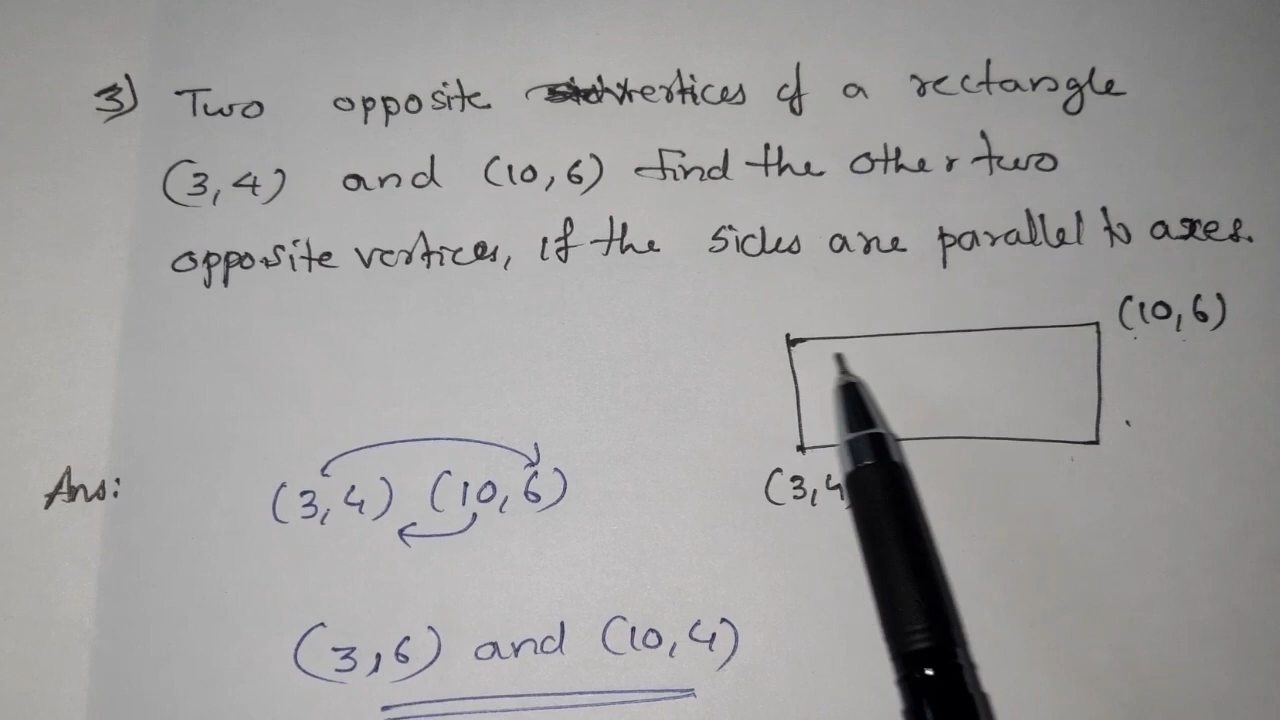 3) Two opposite vertices of a rectangle
(3,4) and (10,6) find the other two
opposite vertices, if the sides are parallel to axes.
(10,6)
Ans: (3,4) (10,6)
(3,4
(3,6) and (10,4)